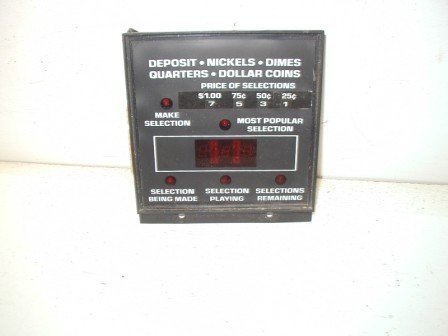 DEPOSIT • NICKELS • DIMES
QUARTERS • DOLLAR COINS
PRICE OF SELECTIONS
$1.00 75¢ 50¢ 25¢
7 5 3 1
MAKE
SELECTION
MOST POPULAR
SELECTION
SELECTION
BEING MADE
SELECTION
PLAYING
SELECTIONS
REMAINING